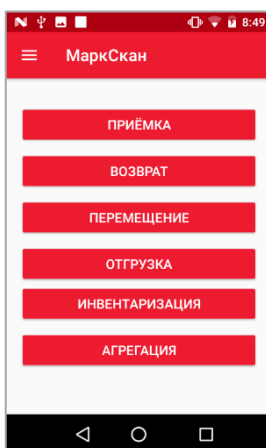 8:49
МаркСкан
ПРИЁМКА
ВОЗВРАТ
ПЕРЕМЕЩЕНИЕ
ОТГРУЗКА
ИНВЕНТАРИЗАЦИЯ
АГРЕГАЦИЯ